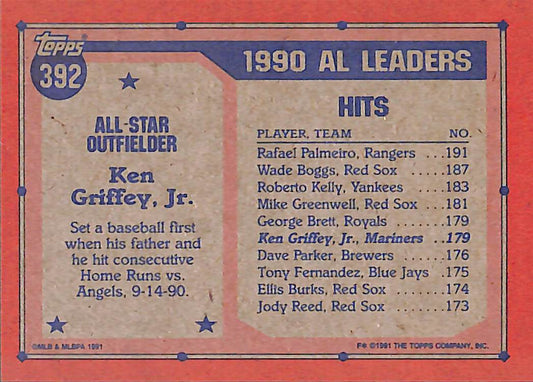 Topps
392
ALL-STAR
OUTFIELDER
Ken
Griffey, Jr.
Set a baseball first
when his father and
he hit consecutive
Home Runs vs.
Angels, 9-14-90.
©MLB & MLBPA 1991
1990 AL LEADERS
HITS
PLAYER, TEAM NO.
Rafael Palmeiro, Rangers ...191
Wade Boggs, Red Sox ......187
Roberto Kelly, Yankees .....183
Mike Greenwell, Red Sox ...181
George Brett, Royals ........179
Ken Griffey, Jr., Mariners ..179
Dave Parker, Brewers ......176
Tony Fernandez, Blue Jays .175
Ellis Burks, Red Sox ........174
Jody Reed, Red Sox ........173
F* ©1991 THE TOPPS COMPANY, INC.